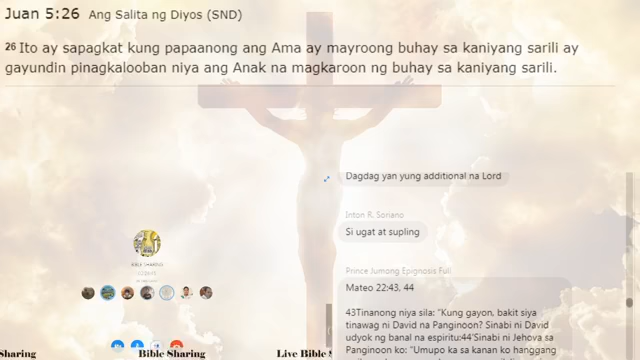 Juan 5:26 Ang Salita ng Diyos (SND)
26 Ito ay sapagkat kung papaanong ang Ama ay mayroong buhay sa kaniyang sarili ay
gayundin pinagkalooban niya ang Anak na magkaroon ng buhay sa kaniyang sarili.
Dagdag yan yung additional na Lord
Inton R. Soriano
Si ugat at supling
Prince Jumong Epignosis Full
Mateo 22:43, 44
43Tinanong niya sila: "Kung gayon, bakit siya
tinawag ni David na Panginoon? Sinabi ni David
udyok ng banal na espiritu:44'Sinabi ni Jehova sa
Panginoon ko: "Umupo ka sa kanan ko hanggang
Sharing
Bible Sharing
Live Bible S